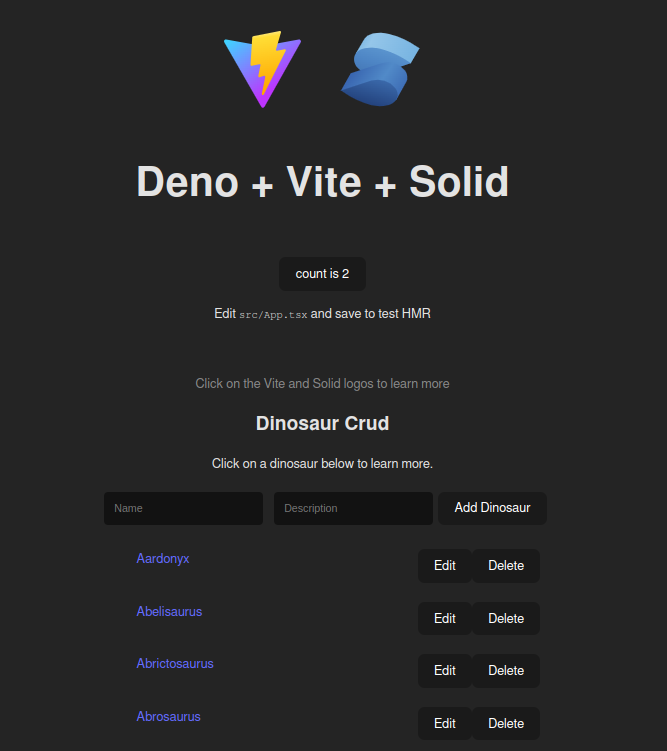 Deno + Vite + Solid
count is 2
Edit src/App.tsx and save to test HMR
Click on the Vite and Solid logos to learn more
Dinosaur Crud
Click on a dinosaur below to learn more.
Name Description Add Dinosaur
Aardonyx Edit Delete
Abelisaurus Edit Delete
Abrictosaurus Edit Delete
Abrosaurus Edit Delete